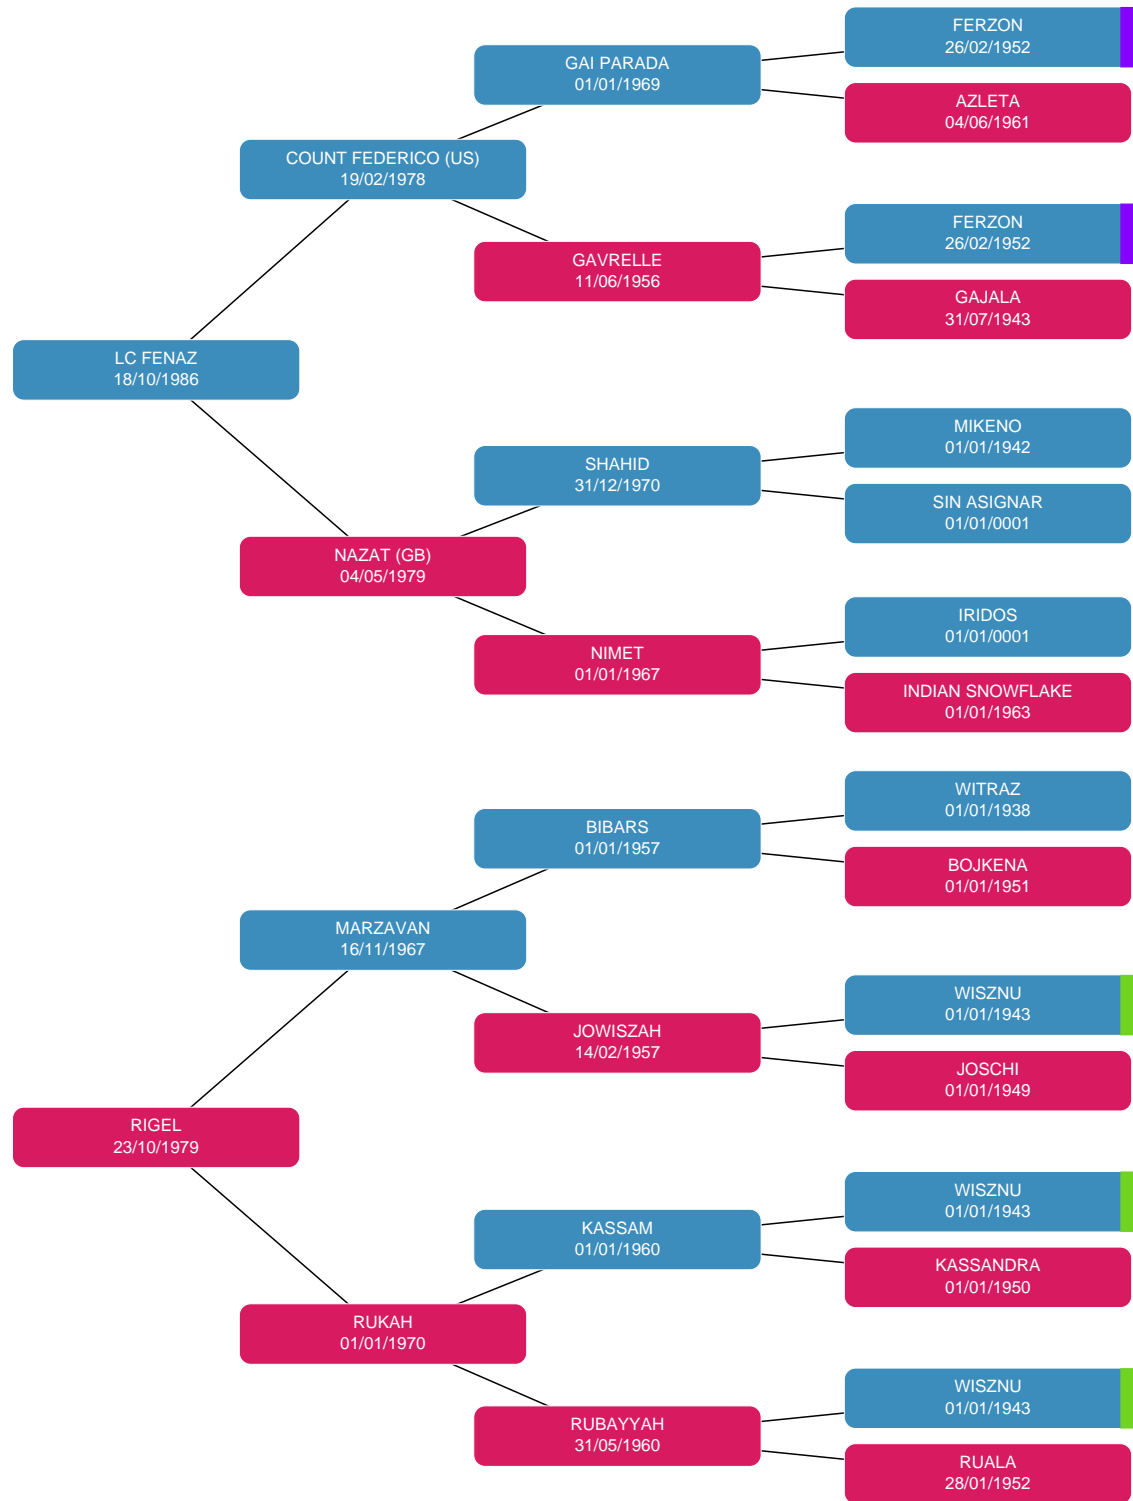 FERZON
26/02/1952
GAI PARADA
01/01/1969
AZLETA
04/06/1961
COUNT FEDERICO (US)
19/02/1978
FERZON
26/02/1952
GAVRELLE
11/06/1956
GAJALA
31/07/1943
LC FENAZ
18/10/1986
MIKENO
01/01/1942
SHAHID
31/12/1970
SIN ASIGNAR
01/01/0001
NAZAT (GB)
04/05/1979
IRIDOS
01/01/0001
NIMET
01/01/1967
INDIAN SNOWFLAKE
01/01/1963
WITRAZ
01/01/1938
BIBARS
01/01/1957
BOJKENA
01/01/1951
MARZAVAN
16/11/1967
WISZNU
01/01/1943
JOWISZAH
14/02/1957
JOSCHI
01/01/1949
RIGEL
23/10/1979
WISZNU
01/01/1943
KASSAM
01/01/1960
KASSANDRA
01/01/1950
RUKAH
01/01/1970
WISZNU
01/01/1943
RUBAYYAH
31/05/1960
RUALA
28/01/1952